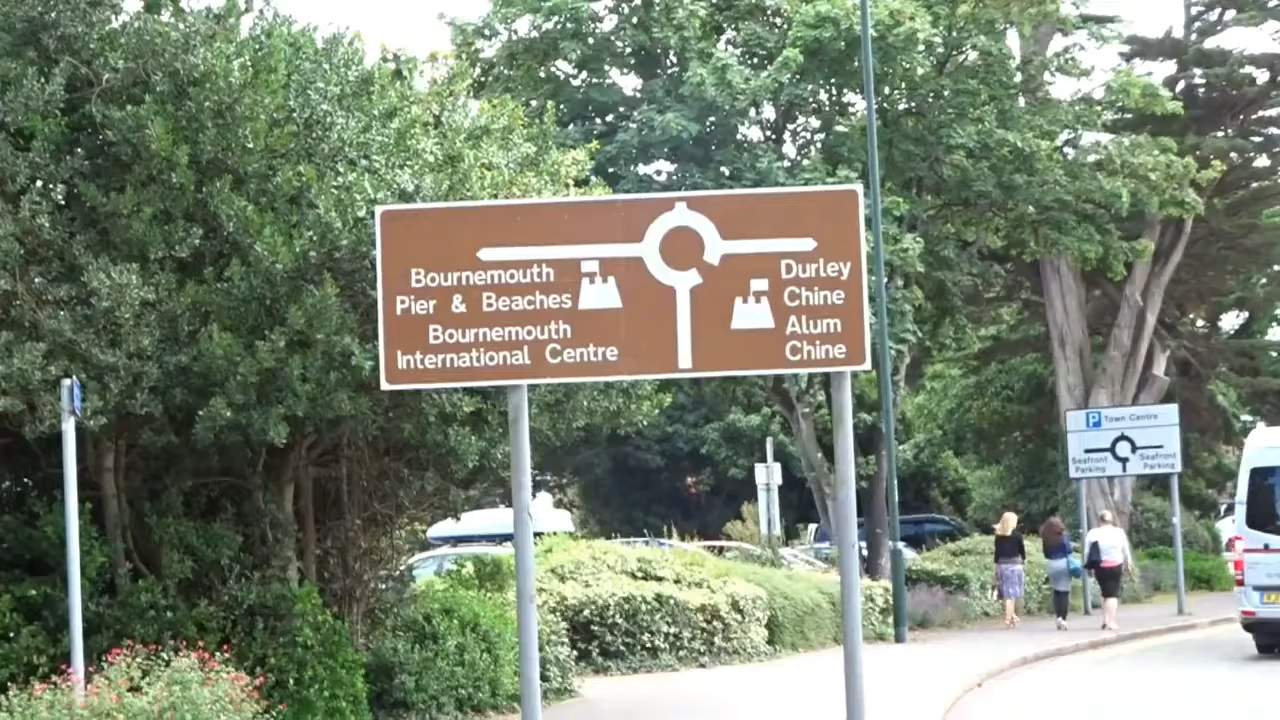 Bournemouth
Pier & Beaches
Bournemouth
International Centre
Durley
Chine
Alum
Chine
P Town Centre
Seafront
Parking
Seafront
Parking